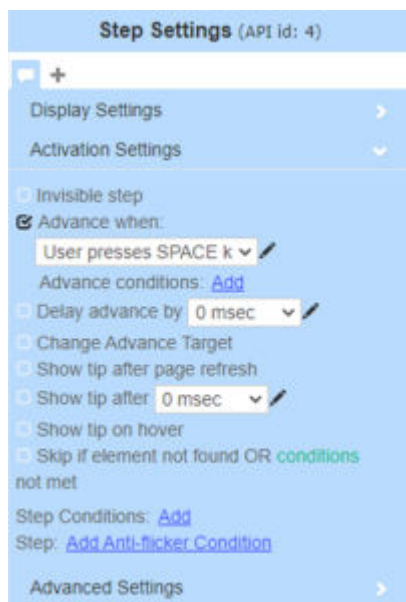 Step Settings (API id: 4)
+
Display Settings
Activation Settings
Invisible step
Advance when:
User presses SPACE k
Advance conditions: Add
Delay advance by 0 msec
Change Advance Target
Show tip after page refresh
Show tip after 0 msec
Show tip on hover
Skip if element not found OR conditions
not met
Step Conditions: Add
Step: Add Anti-flicker Condition
Advanced Settings